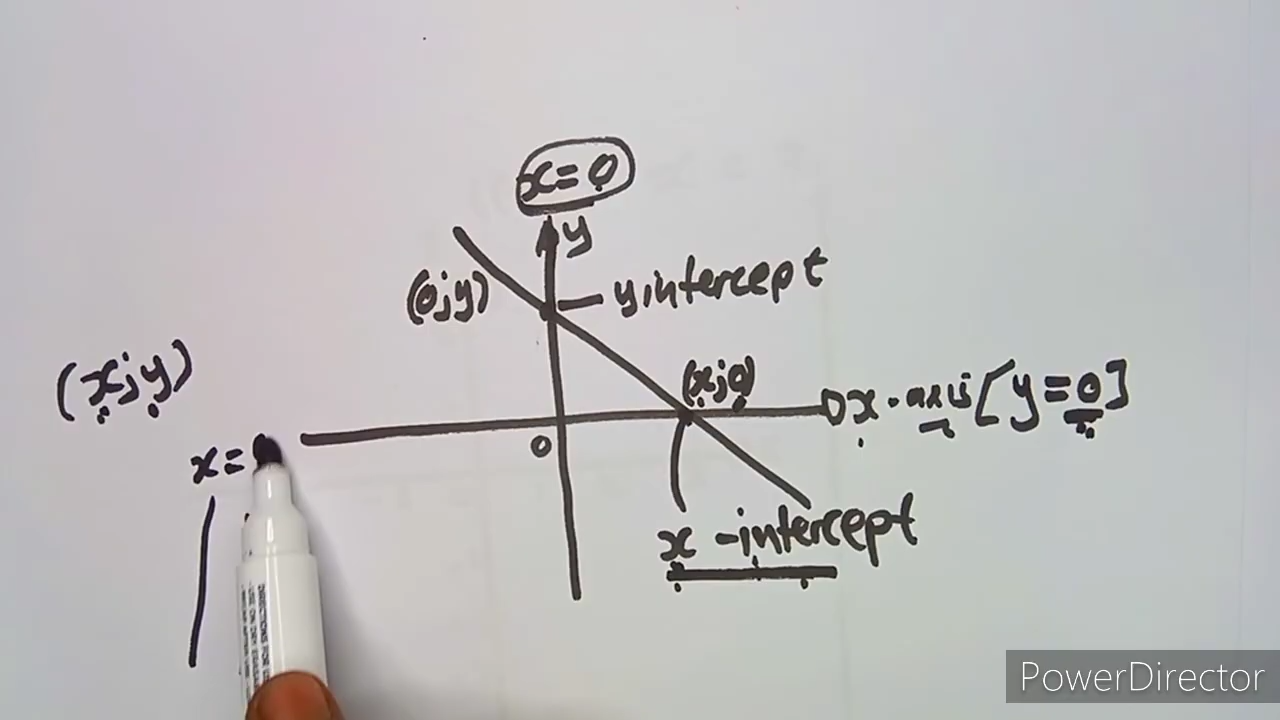 x=0
y
(0;y)
y,intercept
(x;y)
(x;0)
x-axis[y=0]
x=
0
x-intercept
PowerDirector